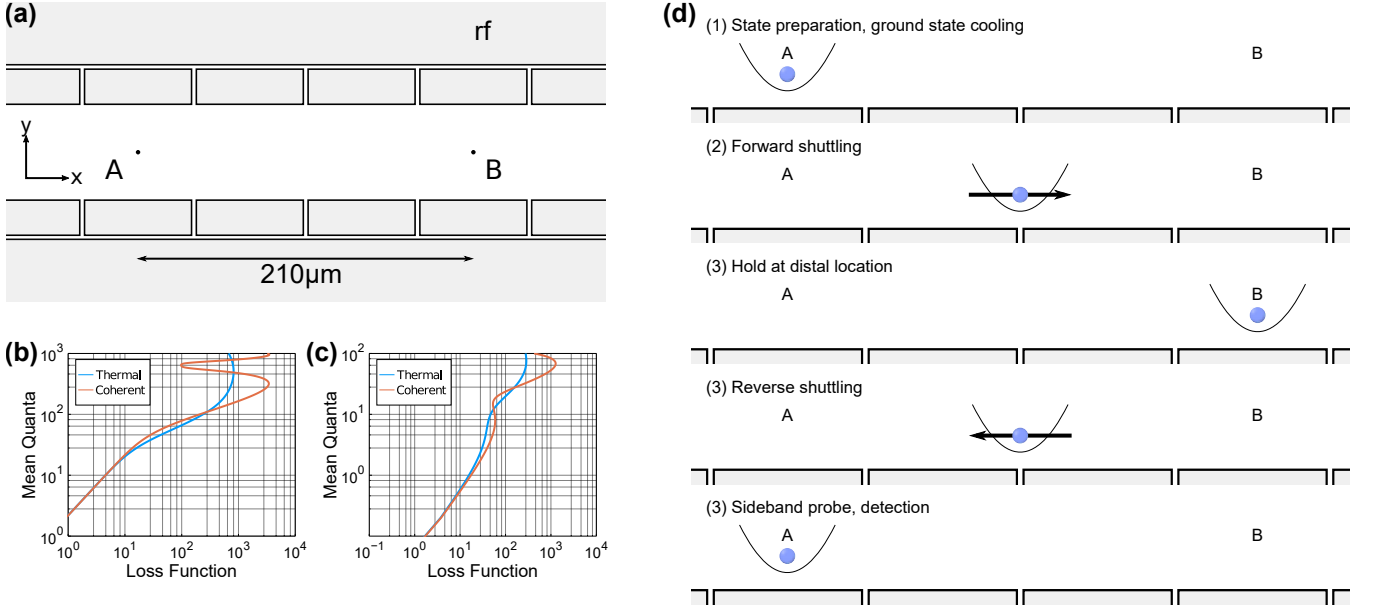 (a)
rf
y
x
A
B
210μm
(b)
Thermal
Coherent
Mean Quanta
10³
10²
10¹
10⁰
10⁰ 10¹ 10² 10³ 10⁴
Loss Function
(c)
Thermal
Coherent
Mean Quanta
10²
10¹
10⁰
10⁻¹ 10⁰ 10¹ 10² 10³ 10⁴
Loss Function
(d)
(1) State preparation, ground state cooling
A B
(2) Forward shuttling
A B
(3) Hold at distal location
A B
(3) Reverse shuttling
A B
(3) Sideband probe, detection
A B